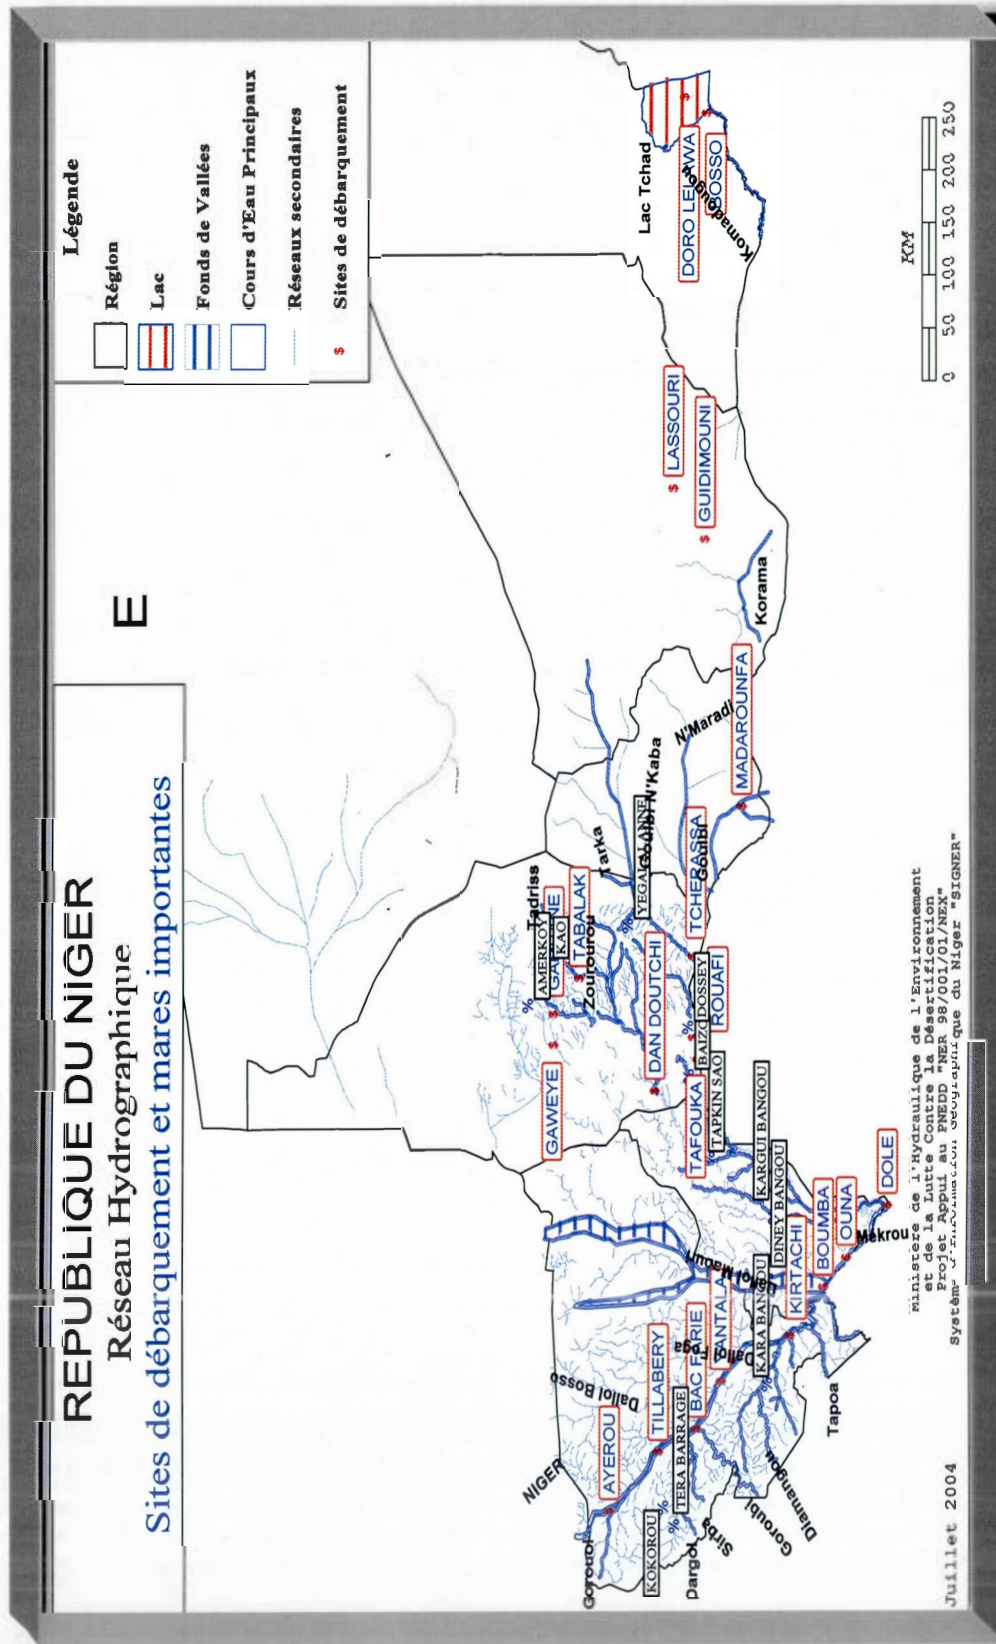 REPUBLIQUE DU NIGER
Réseau Hydrographique
Sites de débarquement et mares importantes
E
Légende
Région
Lac
Fonds de Vallées
Cours d'Eau Principaux
Réseaux secondaires
$ Sites de débarquement
NIGER
Gorouol
AYEROU
Dallol Bosso
TILLABERY
KOKOROU
TERA BARRAGE
Dargol
Sirba
Goroubi
Diamangou
Tapoa
BAC FARIE
Dallol Foga
KARA BANGOU
KIRTACHI
Dallol Maouri
DINEY BANGOU
KARGUI BANGOU
BOUMBA
OUNA
Mékrou
DOLE
GAWEYE
AMERKOY
KAO
TABALAK
Tadriss
Zourourou
DAN DOUTCHI
TAFOUKA
TAPKIN SAO
ROUAFI
TCHERASSA
Goulbi
Tarka
Goulbi N'Kaba
N'Maradi
MADAROUNFA
Korama
GUIDIMOUNI
LASSOURI
Lac Tchad
DORO LELEWA
BOSSO
Komadougou
KM
0 50 100 150 200 250
Ministère de l'Hydraulique de l'Environnement
et de la Lutte Contre la Désertification
Projet Appui au PNEDD "NER 98/001/01/NEX"
Système d'Information Géographique du Niger "SIGNER"
Juillet 2004